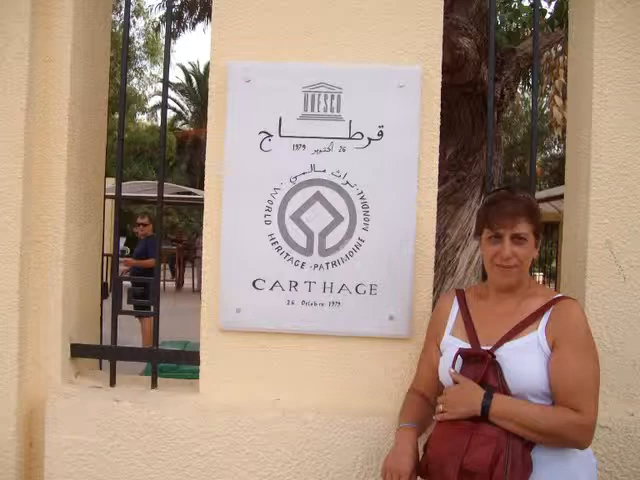 UNESCO
قرطاج
26 أكتوبر 1979
تراث عالمي · WORLD HERITAGE · PATRIMOINE MONDIAL ·
CARTHAGE
26 Octobre 1979